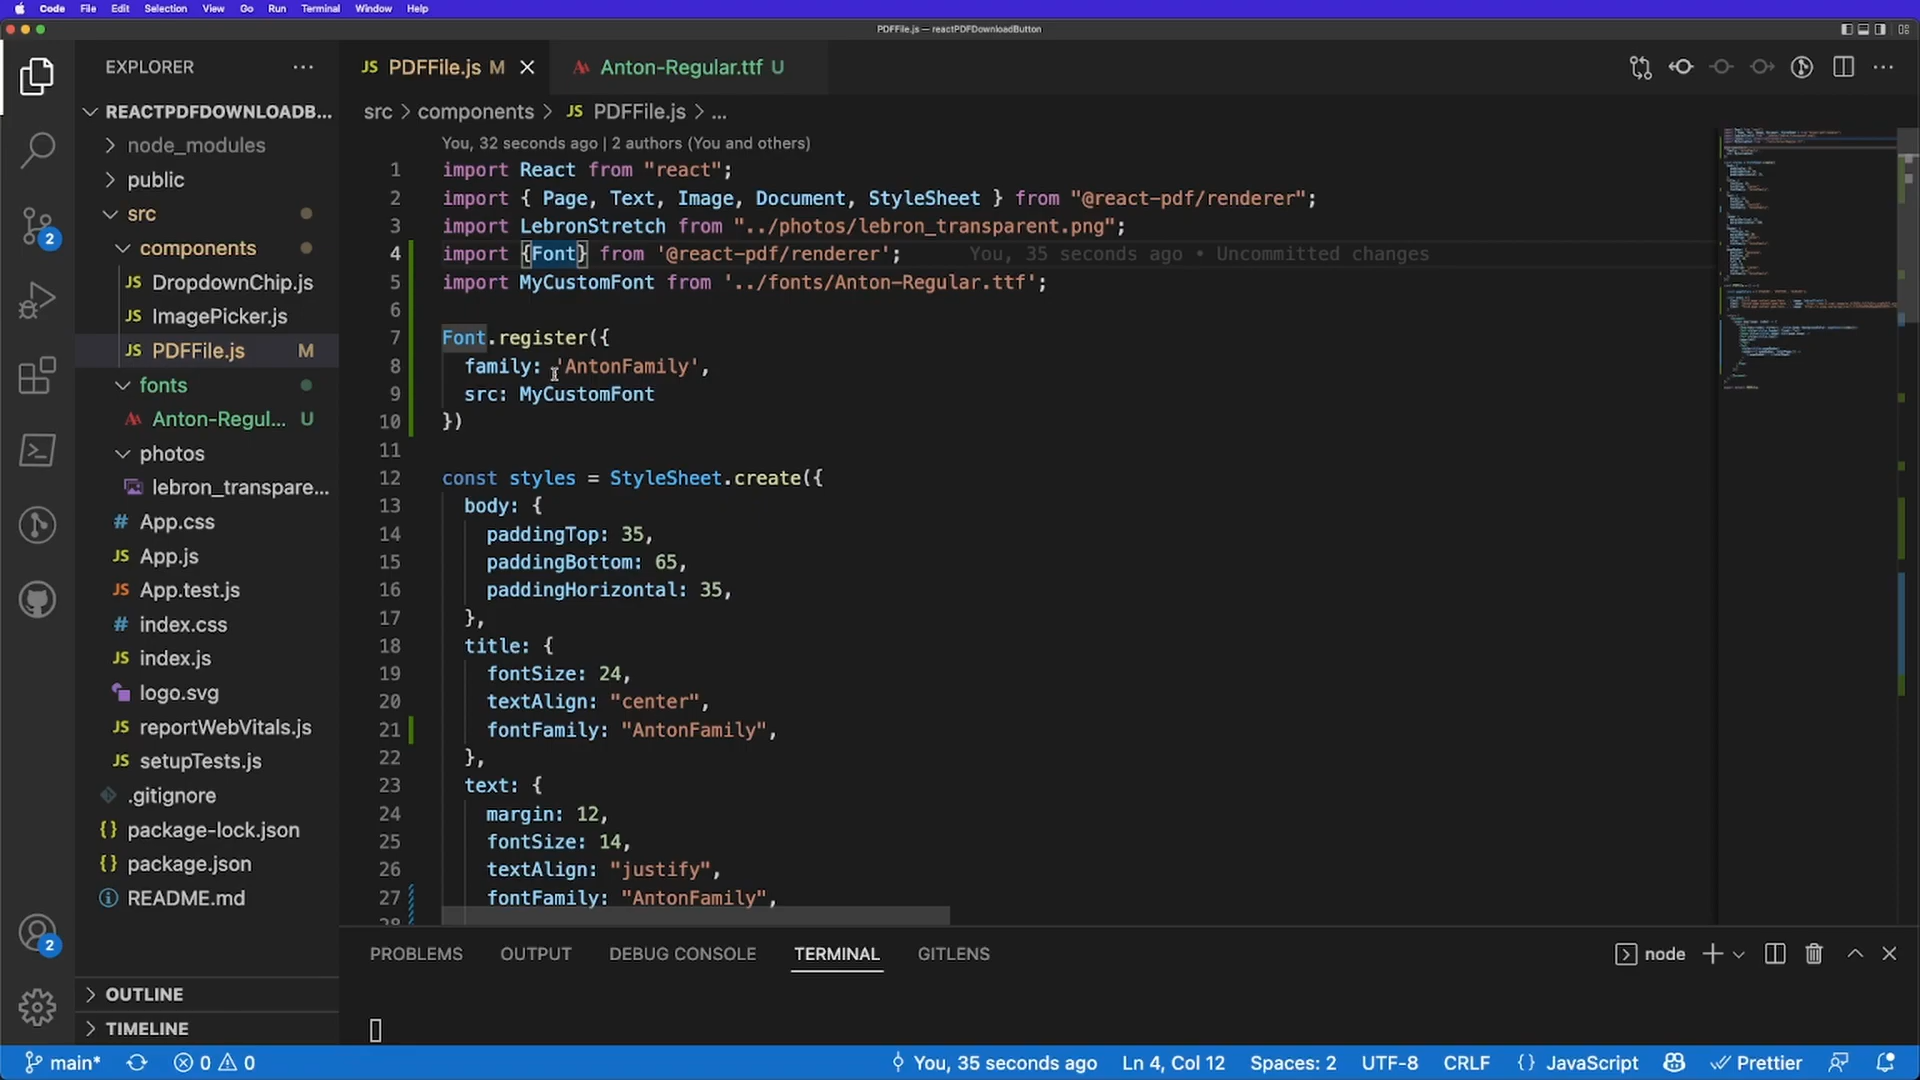 Code File Edit Selection View Go Run Terminal Window Help
PDFFile.js — reactPDFDownloadButton
EXPLORER
REACTPDFDOWNLOADB...
node_modules
public
src
components
DropdownChip.js
ImagePicker.js
PDFFile.js M
fonts
Anton-Regul... U
photos
lebron_transpare...
App.css
App.js
App.test.js
index.css
index.js
logo.svg
reportWebVitals.js
setupTests.js
.gitignore
package-lock.json
package.json
README.md
OUTLINE
TIMELINE
2
2
JS PDFFile.js M
Anton-Regular.ttf U
src > components > JS PDFFile.js > ...
You, 32 seconds ago | 2 authors (You and others)
1 import React from "react";
2 import { Page, Text, Image, Document, StyleSheet } from "@react-pdf/renderer";
3 import LebronStretch from "../photos/lebron_transparent.png";
4 import {Font} from '@react-pdf/renderer'; You, 35 seconds ago • Uncommitted changes
5 import MyCustomFont from '../fonts/Anton-Regular.ttf';
6
7 Font.register({
8 family: 'AntonFamily',
9 src: MyCustomFont
10 })
11
12 const styles = StyleSheet.create({
13 body: {
14 paddingTop: 35,
15 paddingBottom: 65,
16 paddingHorizontal: 35,
17 },
18 title: {
19 fontSize: 24,
20 textAlign: "center",
21 fontFamily: "AntonFamily",
22 },
23 text: {
24 margin: 12,
25 fontSize: 14,
26 textAlign: "justify",
27 fontFamily: "AntonFamily",
28
PROBLEMS OUTPUT DEBUG CONSOLE TERMINAL GITLENS
node
main* 0 0 You, 35 seconds ago Ln 4, Col 12 Spaces: 2 UTF-8 CRLF {} JavaScript Prettier